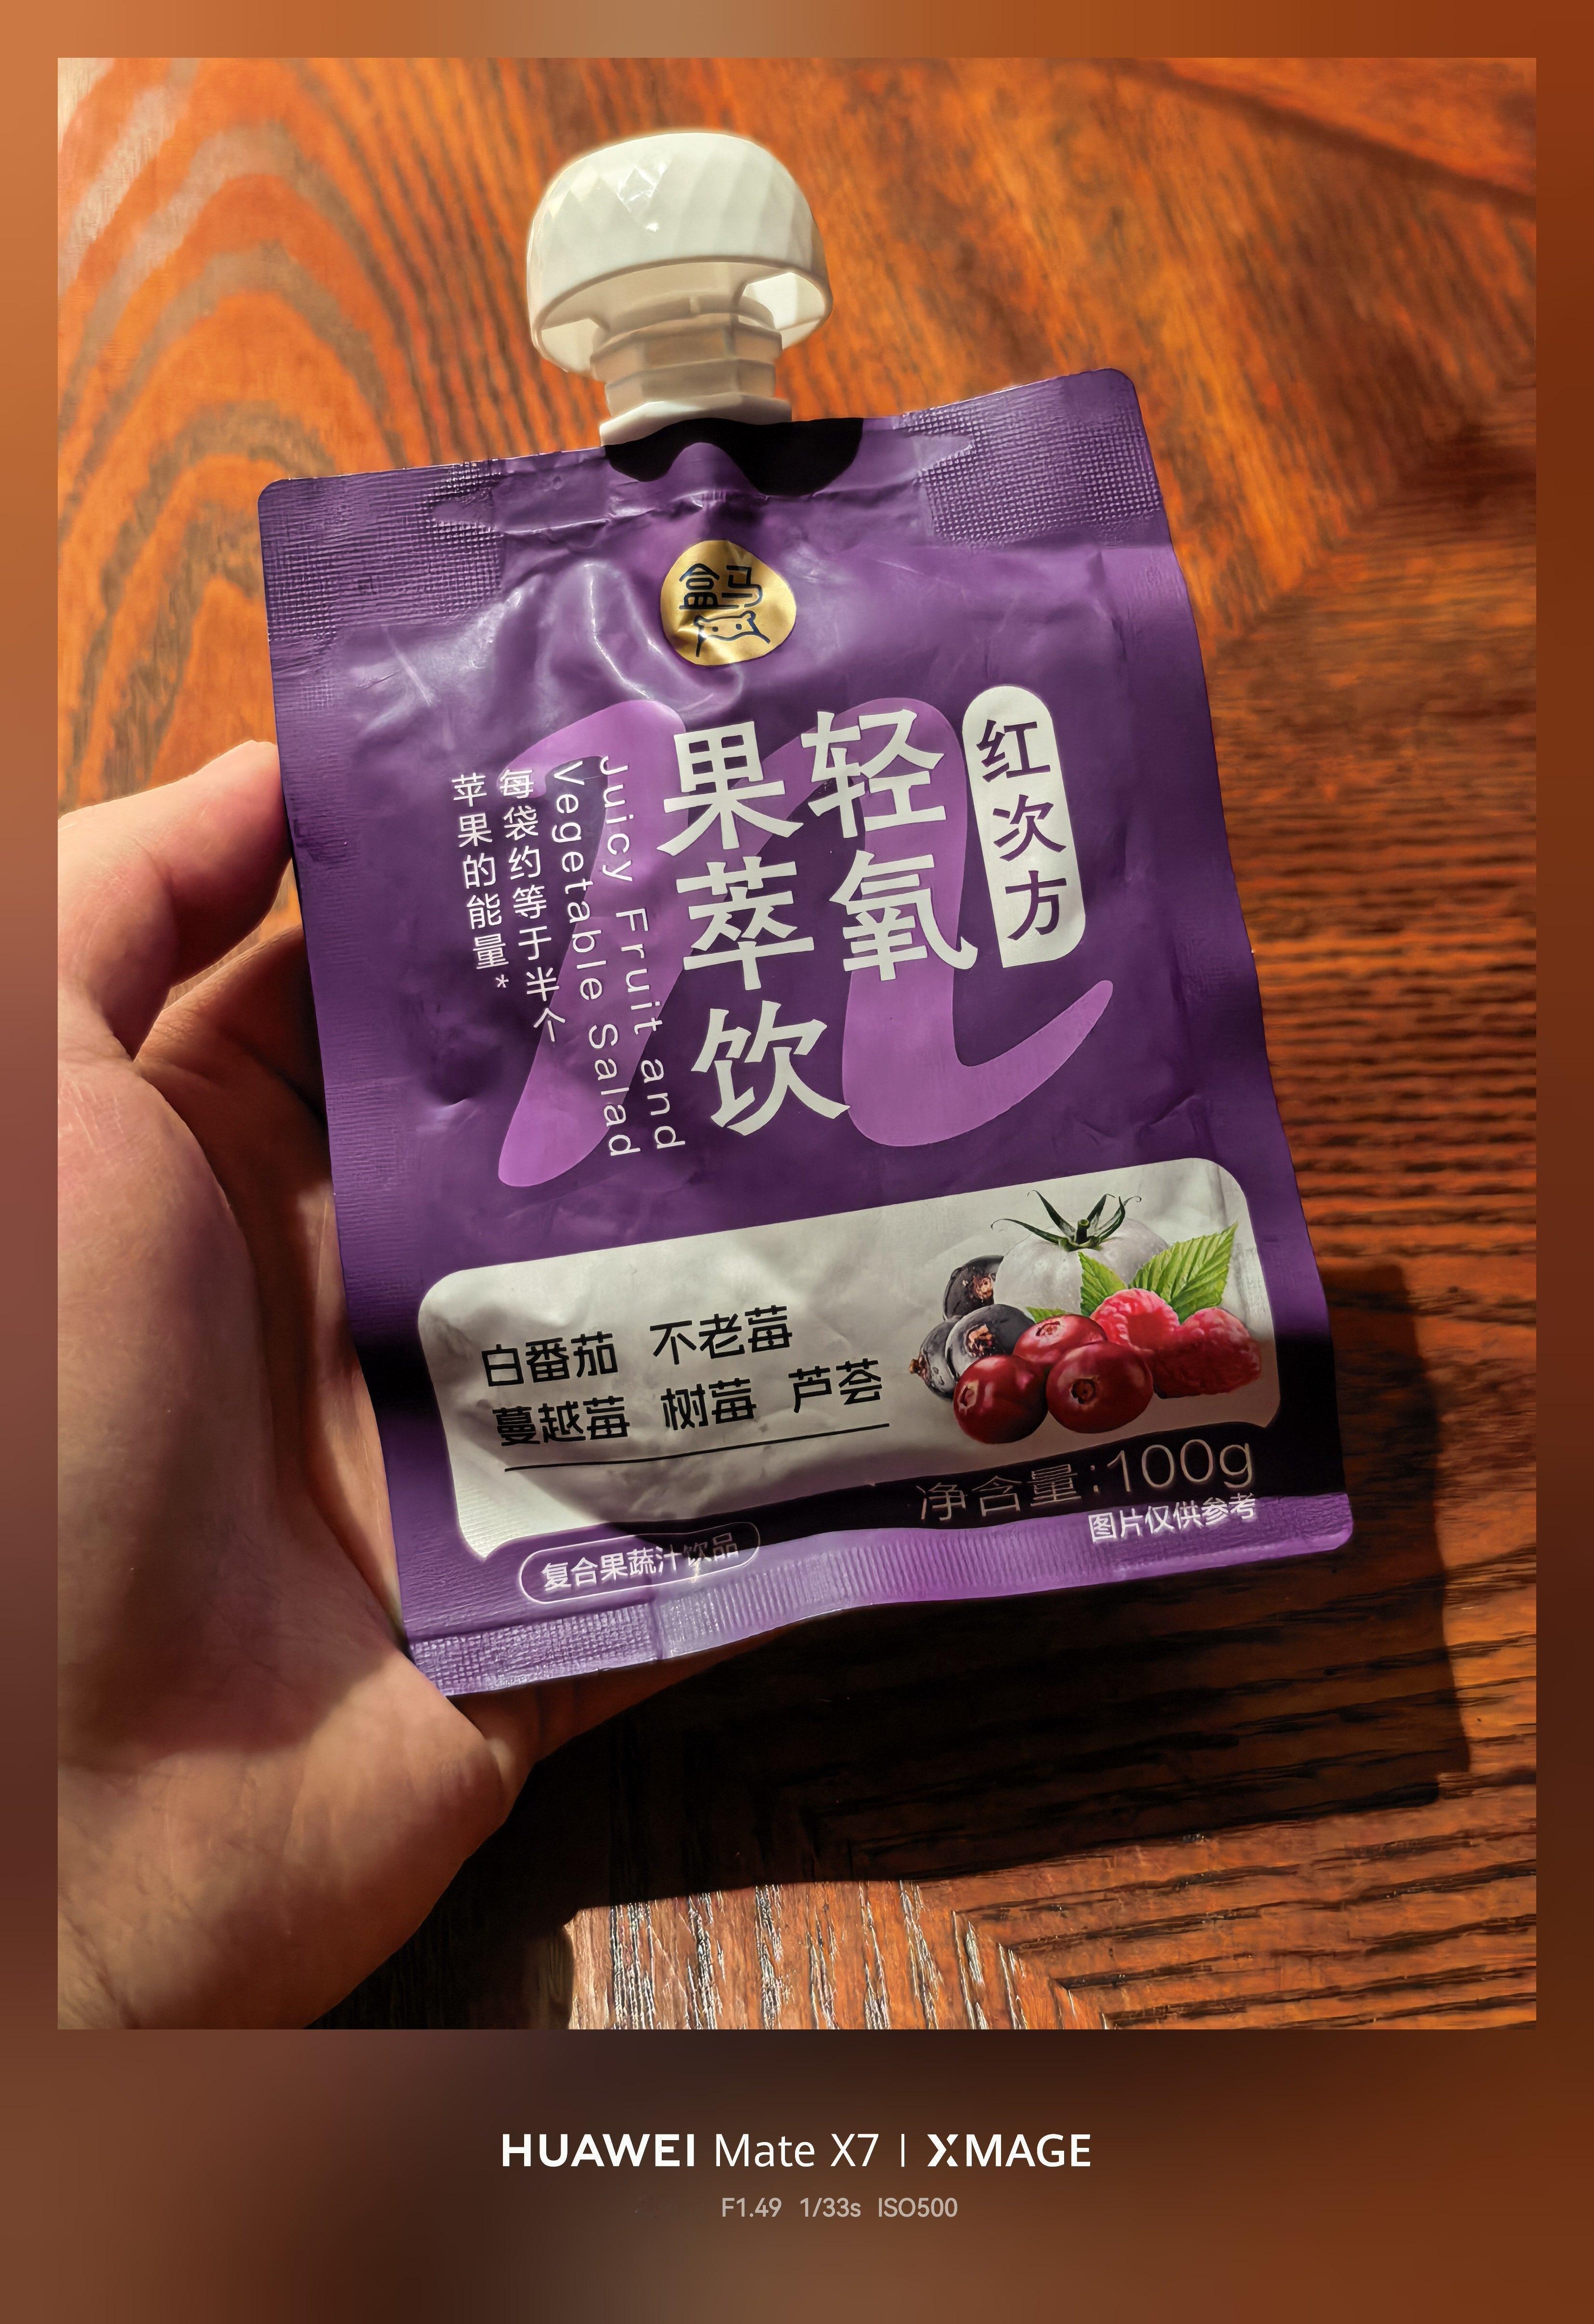 盒马
红次方
轻氧
果萃饮
Juicy Fruit and
Vegetable Salad
每袋约等于半个
苹果的能量*
白番茄 不老莓
蔓越莓 树莓 芦荟
净含量:100g
图片仅供参考
复合果蔬汁饮品
HUAWEI Mate X7 | XMAGE
F1.49 1/33s ISO500